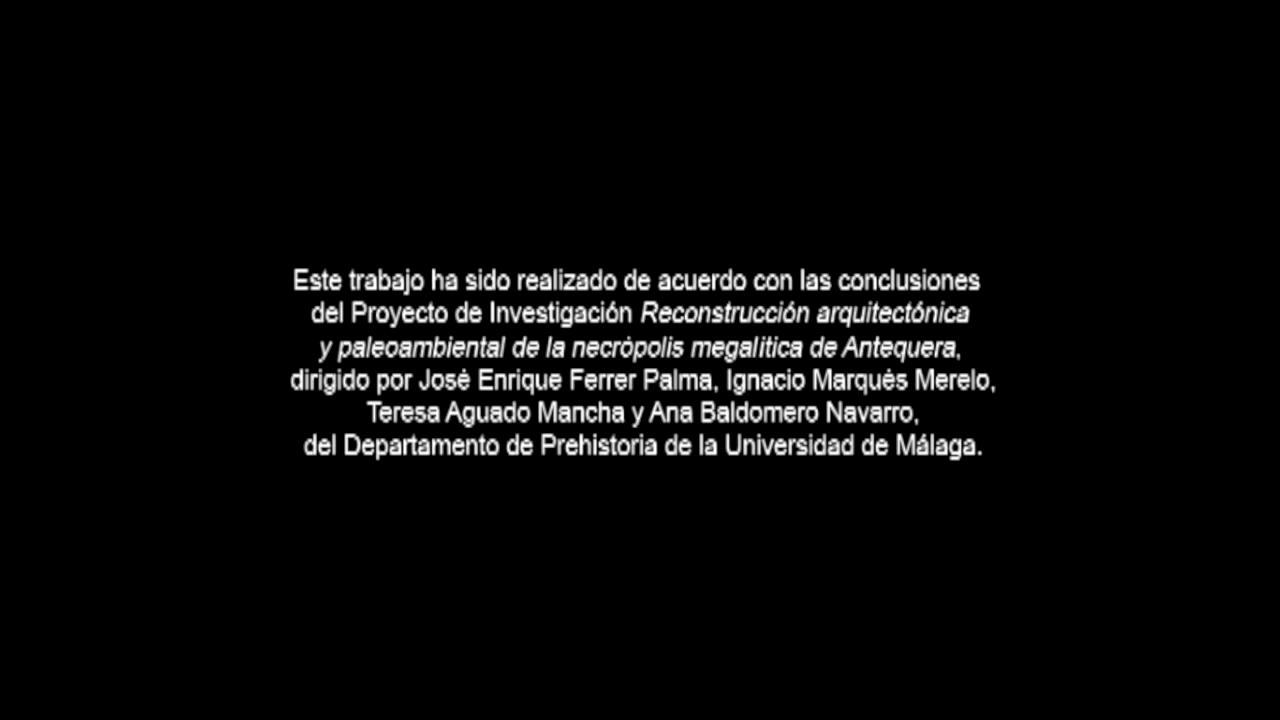 Este trabajo ha sido realizado de acuerdo con las conclusiones
del Proyecto de Investigación Reconstrucción arquitectónica
y paleoambiental de la necrópolis megalítica de Antequera,
dirigido por José Enrique Ferrer Palma, Ignacio Marqués Merelo,
Teresa Aguado Mancha y Ana Baldomero Navarro,
del Departamento de Prehistoria de la Universidad de Málaga.